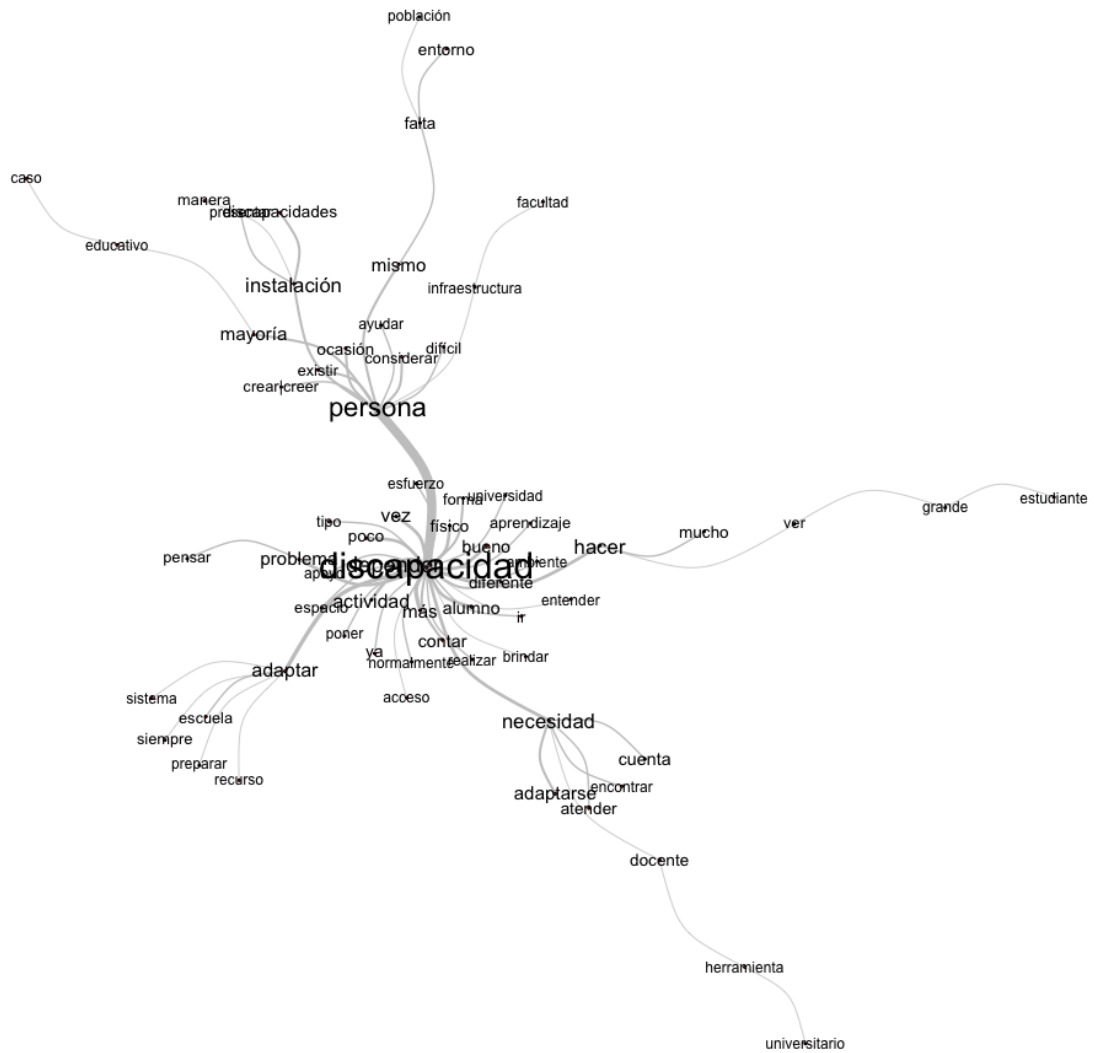 población
entorno
falta
caso
manera
presentar
discapacidades
facultad
educativo
mismo
instalación
infraestructura
ayudar
mayoría
ocasión
difícil
considerar
existir
crear|creer
persona
esfuerzo
forma
universidad
estudiante
grande
vez
tipo
físico
aprendizaje
ver
mucho
poco
bueno
hacer
pensar
problema
discapacidad
depender
ambiente
apoyo
diferente
actividad
entender
espacio
más
alumno
ir
poner
contar
ya
normalmente
realizar
brindar
adaptar
sistema
acceso
escuela
necesidad
siempre
cuenta
preparar
recurso
encontrar
adaptarse
atender
docente
herramienta
universitario